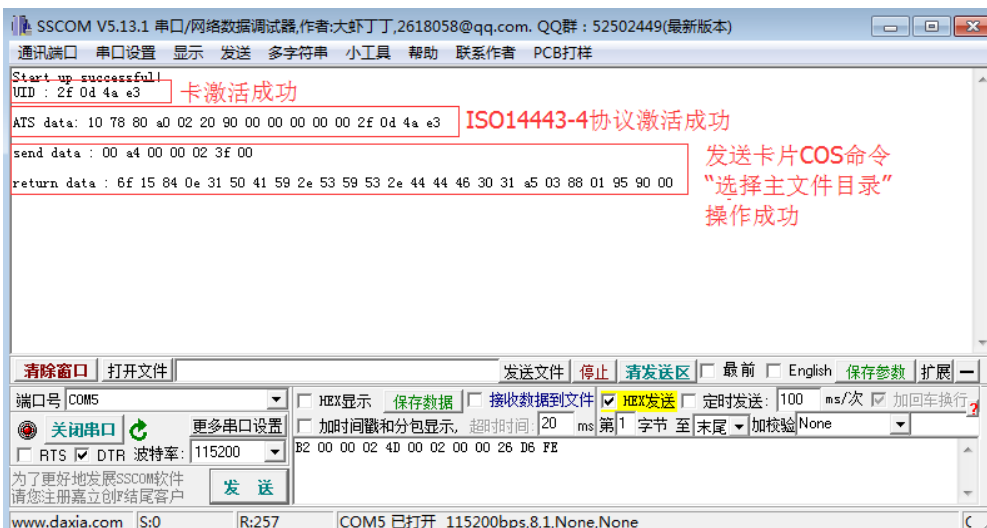 SSCOM V5.13.1 串口/网络数据调试器,作者:大虾丁丁,2618058@qq.com. QQ群：52502449(最新版本)
通讯端口 串口设置 显示 发送 多字符串 小工具 帮助 联系作者 PCB打样
Start up successful!
UID : 2f 0d 4a e3
卡激活成功
ATS data: 10 78 80 a0 02 20 90 00 00 00 00 00 2f 0d 4a e3
ISO14443-4协议激活成功
send data : 00 a4 00 00 02 3f 00
return data : 6f 15 84 0e 31 50 41 59 2e 53 59 53 2e 44 44 46 30 31 a5 03 88 01 95 90 00
发送卡片COS命令
“选择主文件目录”
操作成功
清除窗口 打开文件 发送文件 停止 清发送区 最前 English 保存参数 扩展 —
端口号 COM5 HEX显示 保存数据 接收数据到文件 HEX发送 定时发送: 100 ms/次 加回车换行
关闭串口 更多串口设置 加时间戳和分包显示, 超时时间: 20 ms 第1 字节 至 末尾 加校验 None
RTS DTR 波特率: 115200
B2 00 00 02 4D 00 02 00 00 26 D6 FE
为了更好地发展SSCOM软件
请您注册嘉立创F结尾客户
发 送
www.daxia.com S:0 R:257 COM5 已打开 115200bps,8,1,None,None